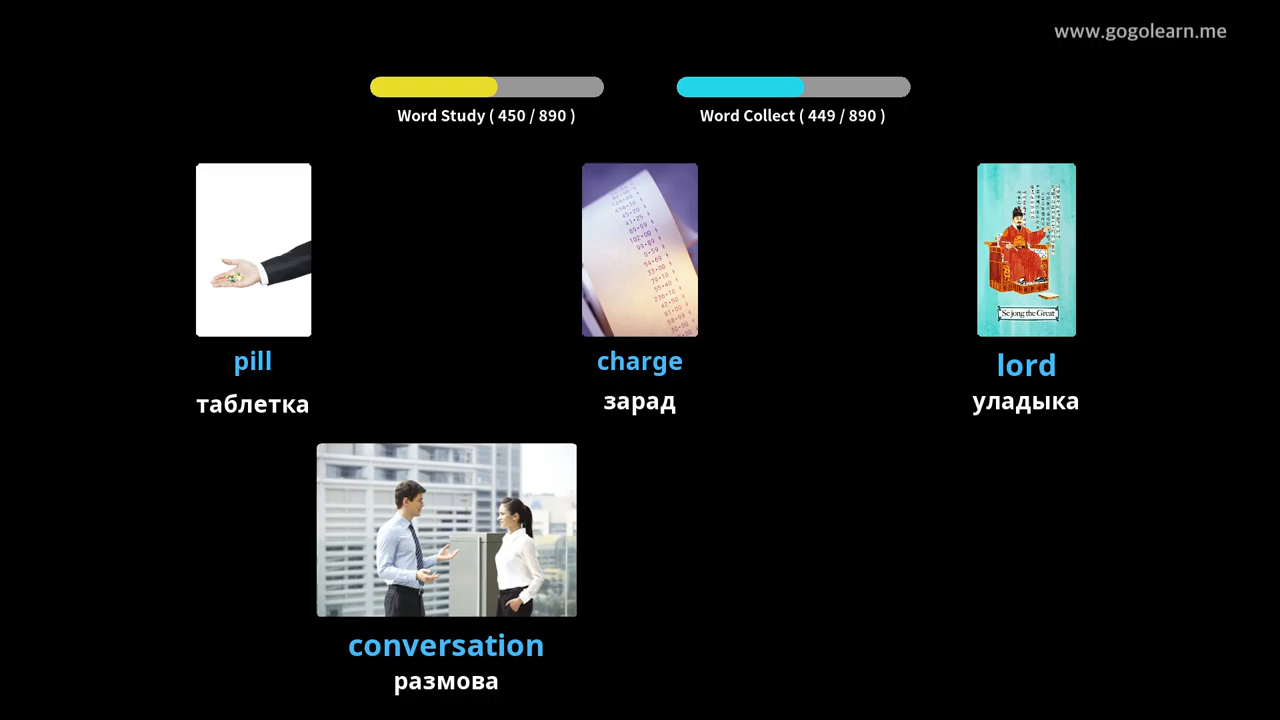 www.gogolearn.me
Word Study ( 450 / 890 )
Word Collect ( 449 / 890 )
Se jong the Great
pill
charge
lord
таблетка
зарад
уладыка
conversation
размова